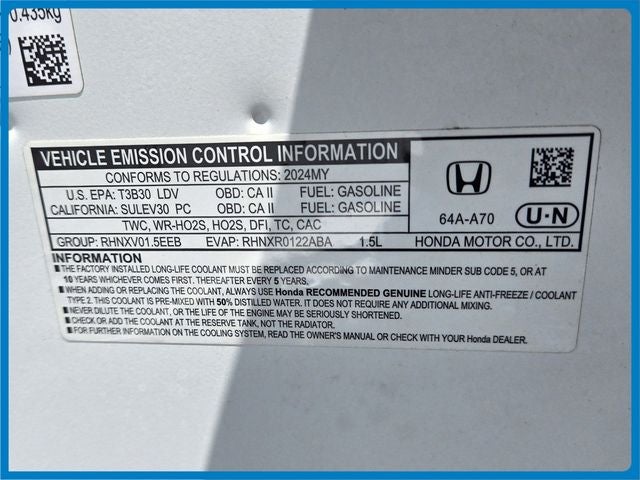 0.435kg
VEHICLE EMISSION CONTROL INFORMATION
CONFORMS TO REGULATIONS: 2024MY
U.S. EPA: T3B30 LDV OBD: CA II FUEL: GASOLINE
CALIFORNIA: SULEV30 PC OBD: CA II FUEL: GASOLINE
TWC, WR-HO2S, HO2S, DFI, TC, CAC
GROUP: RHNXV01.5EEB EVAP: RHNXR0122ABA 1.5L
64A-A70
U·N
HONDA MOTOR CO., LTD.
INFORMATION
THE FACTORY INSTALLED LONG-LIFE COOLANT MUST BE REPLACED ACCORDING TO MAINTENANCE MINDER SUB CODE 5, OR AT
10 YEARS WHICHEVER COMES FIRST. THEREAFTER EVERY 5 YEARS.
WHEN ADDING OR REPLACING THE COOLANT, ALWAYS USE Honda RECOMMENDED GENUINE LONG-LIFE ANTI-FREEZE / COOLANT
TYPE 2. THIS COOLANT IS PRE-MIXED WITH 50% DISTILLED WATER. IT DOES NOT REQUIRE ANY ADDITIONAL MIXING.
NEVER DILUTE THE COOLANT, OR THE LIFE OF THE ENGINE MAY BE SERIOUSLY SHORTENED.
CHECK OR ADD THE COOLANT AT THE RESERVE TANK, NOT THE RADIATOR.
FOR FURTHER INFORMATION ON THE COOLING SYSTEM, READ THE OWNER'S MANUAL OR CHECK WITH YOUR Honda DEALER.